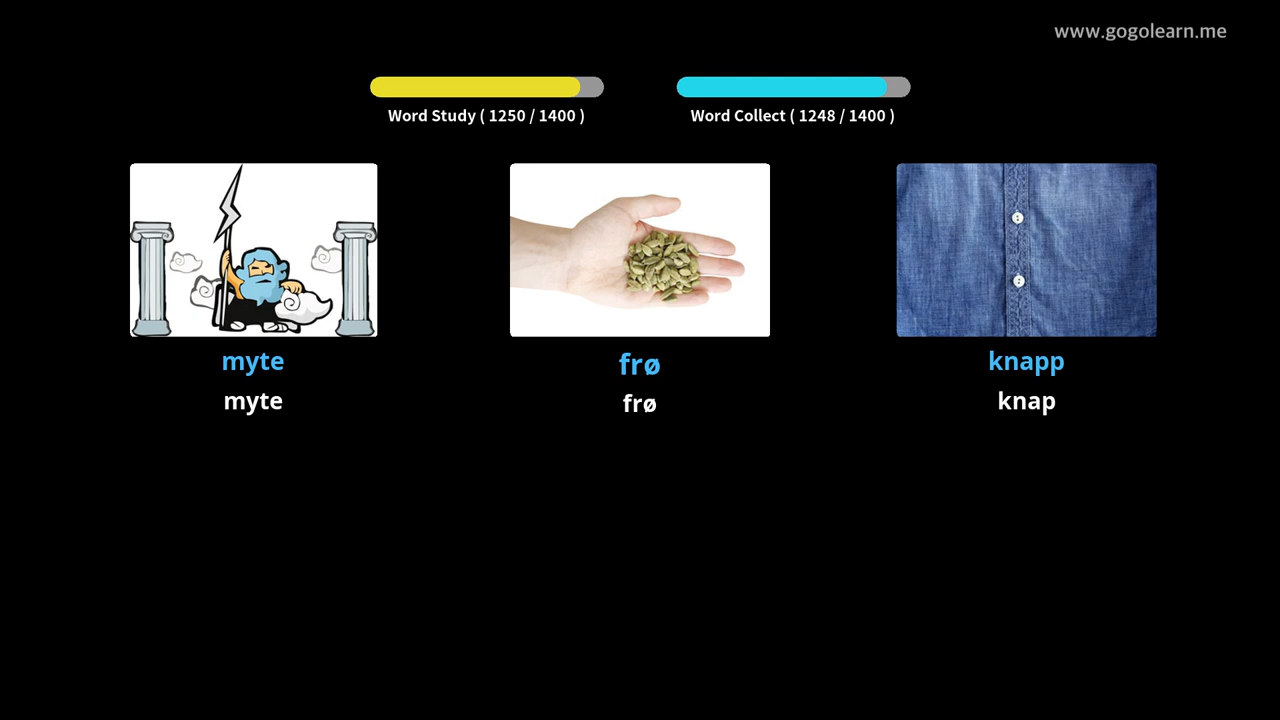 www.gogolearn.me
Word Study ( 1250 / 1400 )
Word Collect ( 1248 / 1400 )
myte
myte
frø
frø
knapp
knap